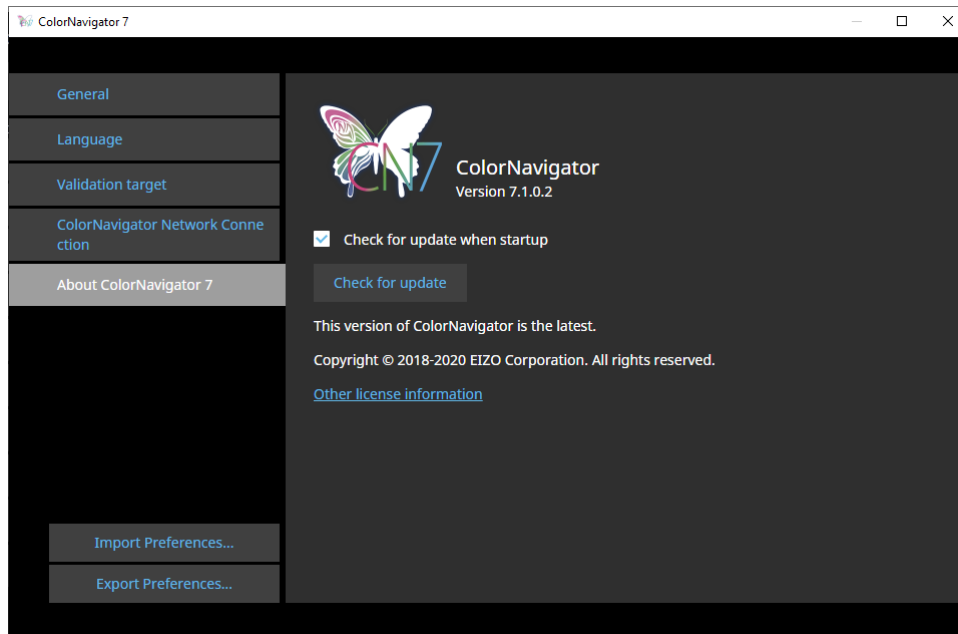 ColorNavigator 7
General
Language
Validation target
ColorNavigator Network Conne
ction
About ColorNavigator 7
Import Preferences...
Export Preferences...
CN7
ColorNavigator
Version 7.1.0.2
Check for update when startup
Check for update
This version of ColorNavigator is the latest.
Copyright © 2018-2020 EIZO Corporation. All rights reserved.
Other license information